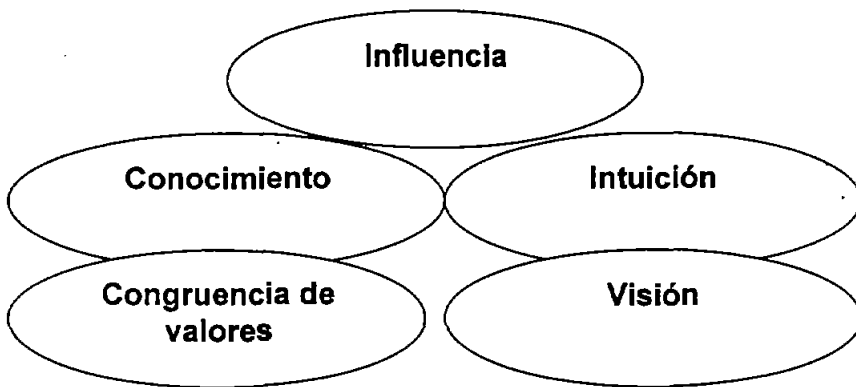 Influencia
Conocimiento
Intuición
Congruencia de
valores
Visión